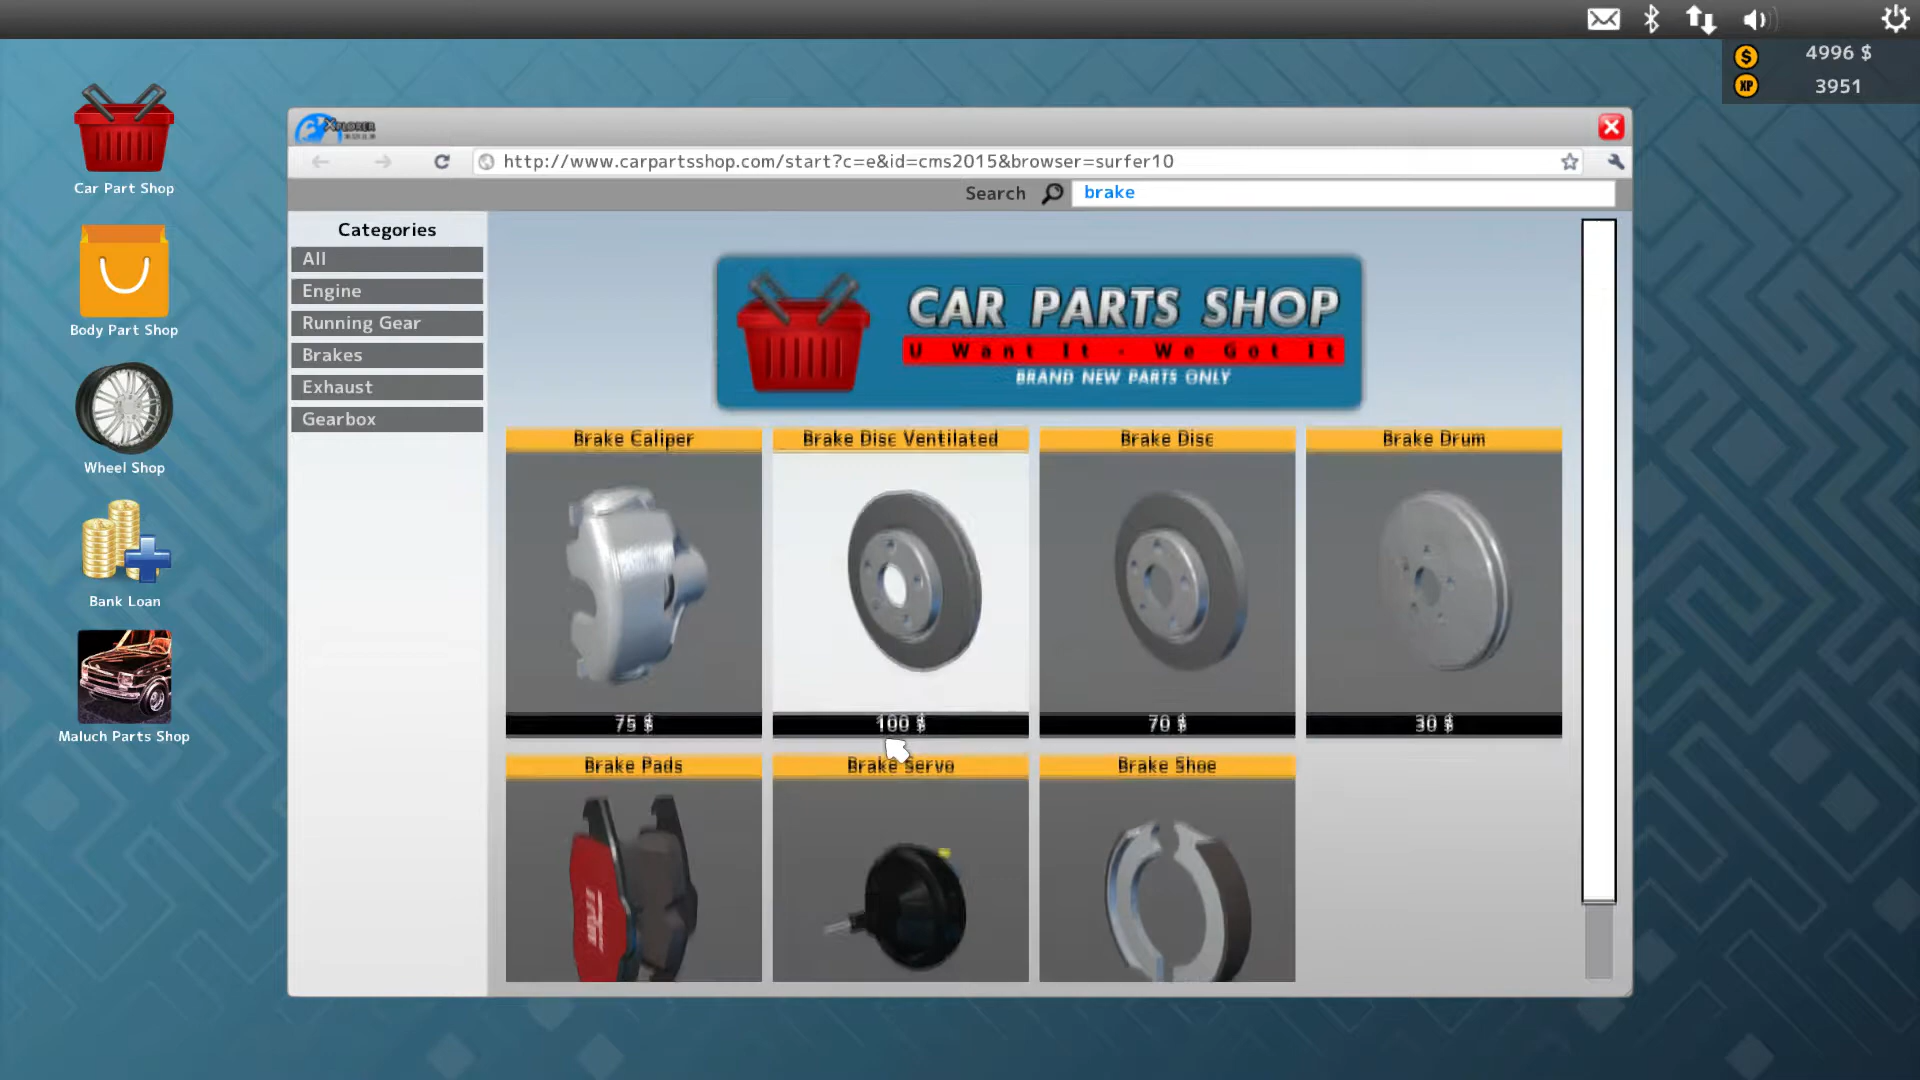 4996 $
XP 3951
Car Part Shop
Body Part Shop
Wheel Shop
Bank Loan
Maluch Parts Shop
XPLORER
http://www.carpartsshop.com/start?c=e&id=cms2015&browser=surfer10
Search brake
Categories
All
Engine
Running Gear
Brakes
Exhaust
Gearbox
CAR PARTS SHOP
U Want It - We Got It
BRAND NEW PARTS ONLY
Brake Caliper
75 $
Brake Disc Ventilated
100 $
Brake Disc
70 $
Brake Drum
30 $
Brake Pads
Brake Servo
Brake Shoe